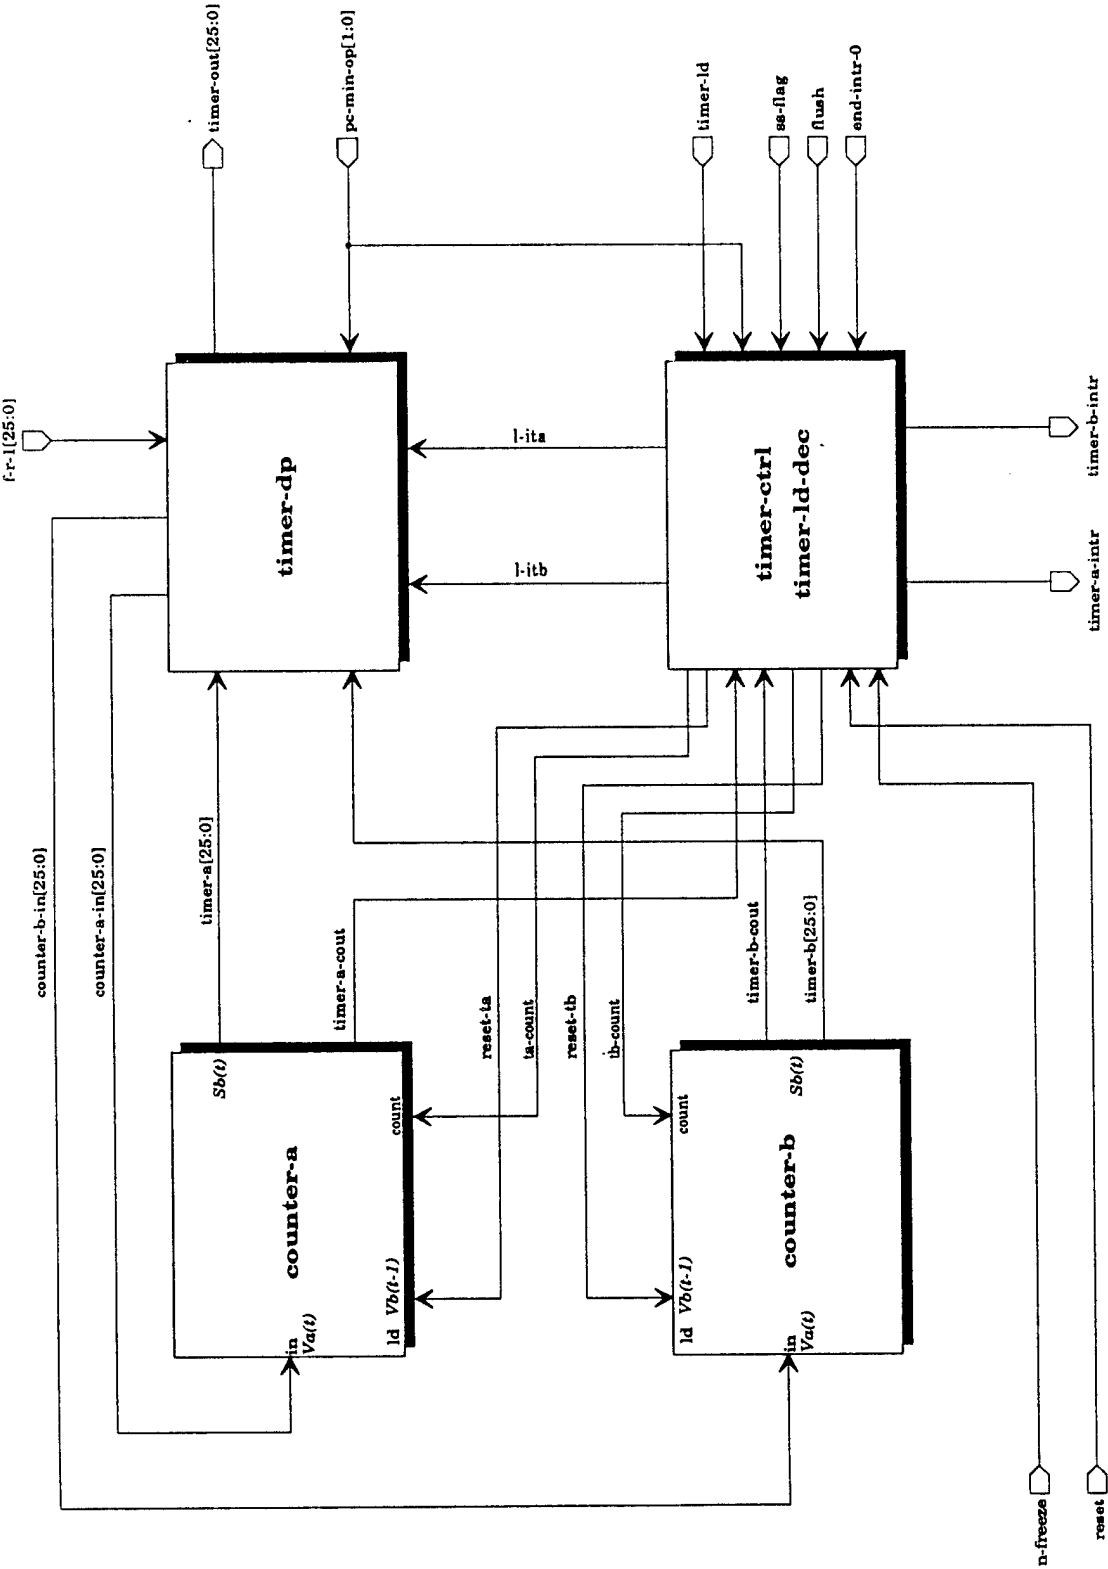 timer-out[25:0]
pc-min-op[1:0]
timer-ld
ss-flag
flush
end-intr-0
f-r-1[25:0]
timer-dp
l-ita
l-itb
timer-ctrl
timer-ld-dec
timer-b-intr
timer-a-intr
counter-b-in[25:0]
counter-a-in[25:0]
timer-a[25:0]
timer-a-cout
reset-ta
ta-count
reset-tb
tb-count
timer-b-cout
timer-b[25:0]
Sb(t)
count
counter-a
ld Vb(t-1)
in
Va(t)
Sb(t)
count
counter-b
ld Vb(t-1)
in
Va(t)
n-freeze
reset